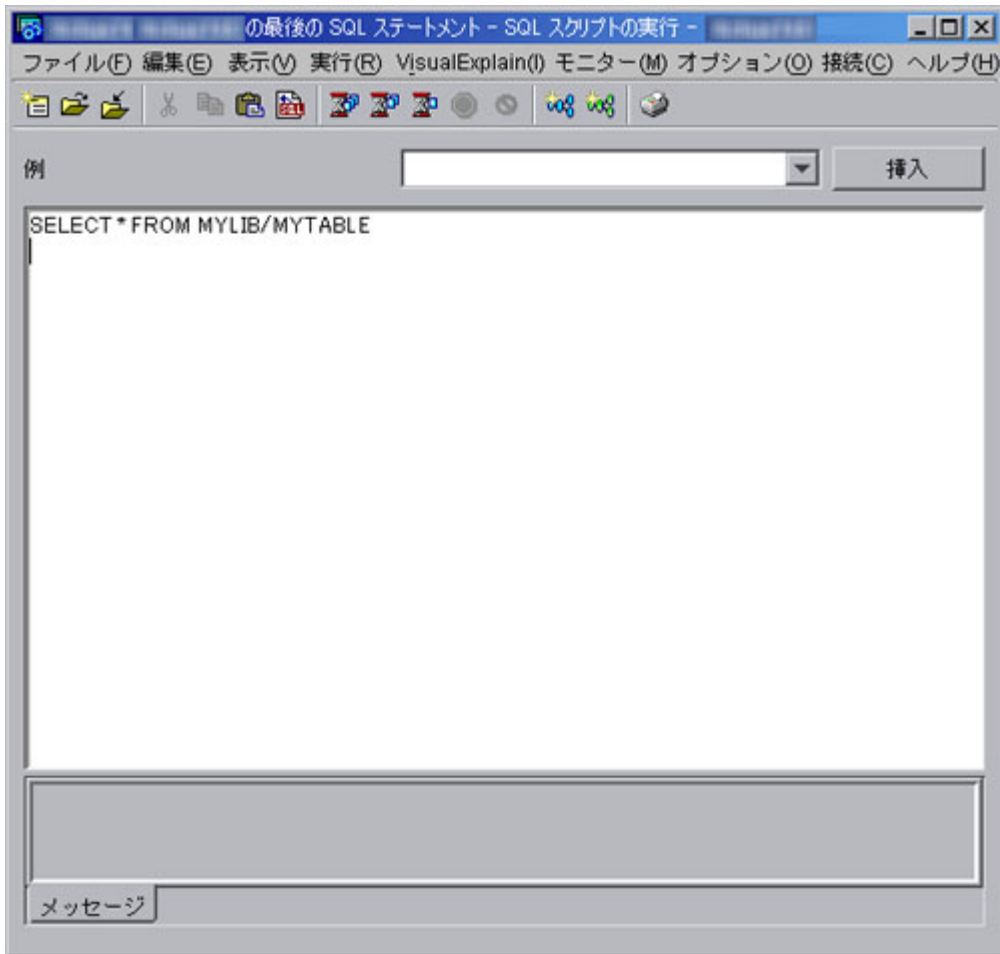 の最後の SQL ステートメント - SQL スクリプトの実行 -
ファイル(F) 編集(E) 表示(V) 実行(R) VisualExplain(I) モニター(M) オプション(O) 接続(C) ヘルプ(H)
例
挿入
SELECT * FROM MYLIB/MYTABLE
メッセージ